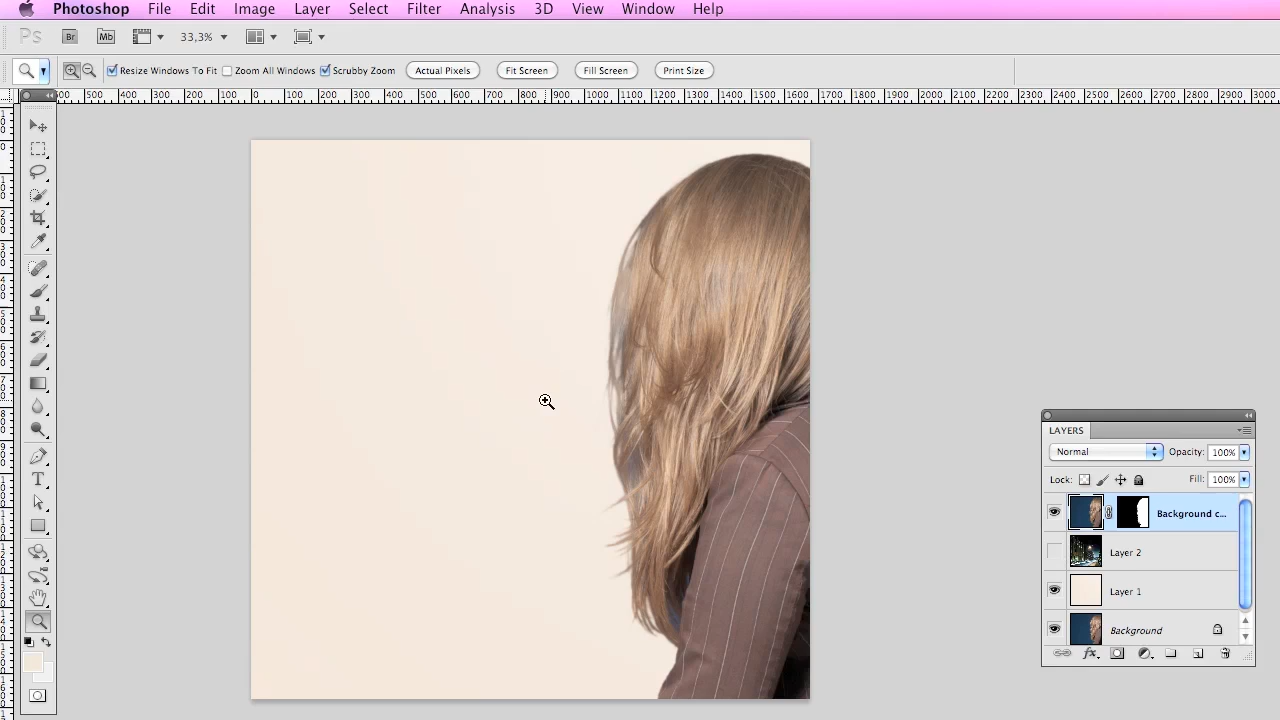 Photoshop File Edit Image Layer Select Filter Analysis 3D View Window Help
Ps Br Mb 33,3%
Resize Windows To Fit Zoom All Windows Scrubby Zoom Actual Pixels Fit Screen Fill Screen Print Size
500 400 300 200 100 0 100 200 300 400 500 600 700 800 900 1000 1100 1200 1300 1400 1500 1600 1700 1800 1900 2000 2100 2200 2300 2400 2500 2600 2700 2800 2900 3000
LAYERS
Normal Opacity: 100%
Lock: Fill: 100%
Background c...
Layer 2
Layer 1
Background
fx